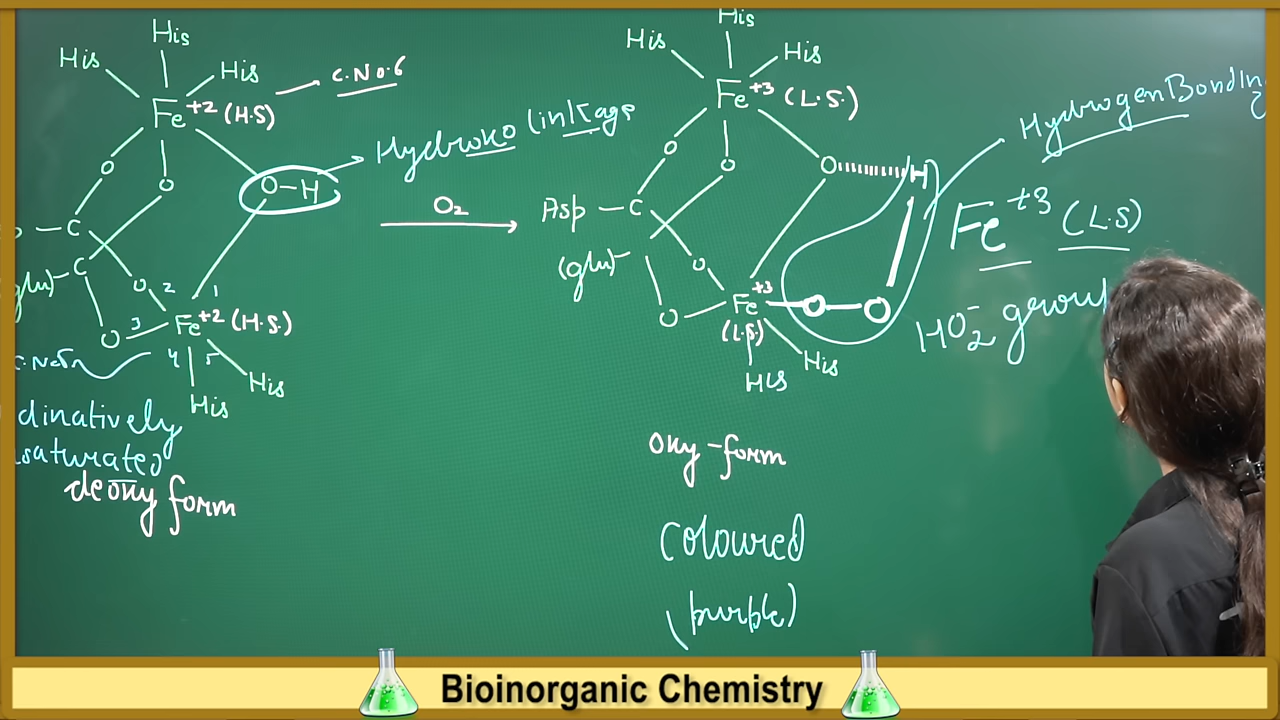 His
His
His
Fe+2 (H.S)
C.No.6
O
O
O-H
Hydroxo linkage
C
C
O 2 1
O 3
Fe+2 (H.S.)
4 5
His
His
dinatively
saturated
deoxy form
O2
His
His
His
Fe+3 (L.S.)
O
O
O H
Hydrogen Bonding
Asp - C
(glu)
O
O
Fe+3
(L.S.)
O-O
His
His
Fe+3 (L.S)
HO2- group
oxy-form
Coloured
(purple)
Bioinorganic Chemistry